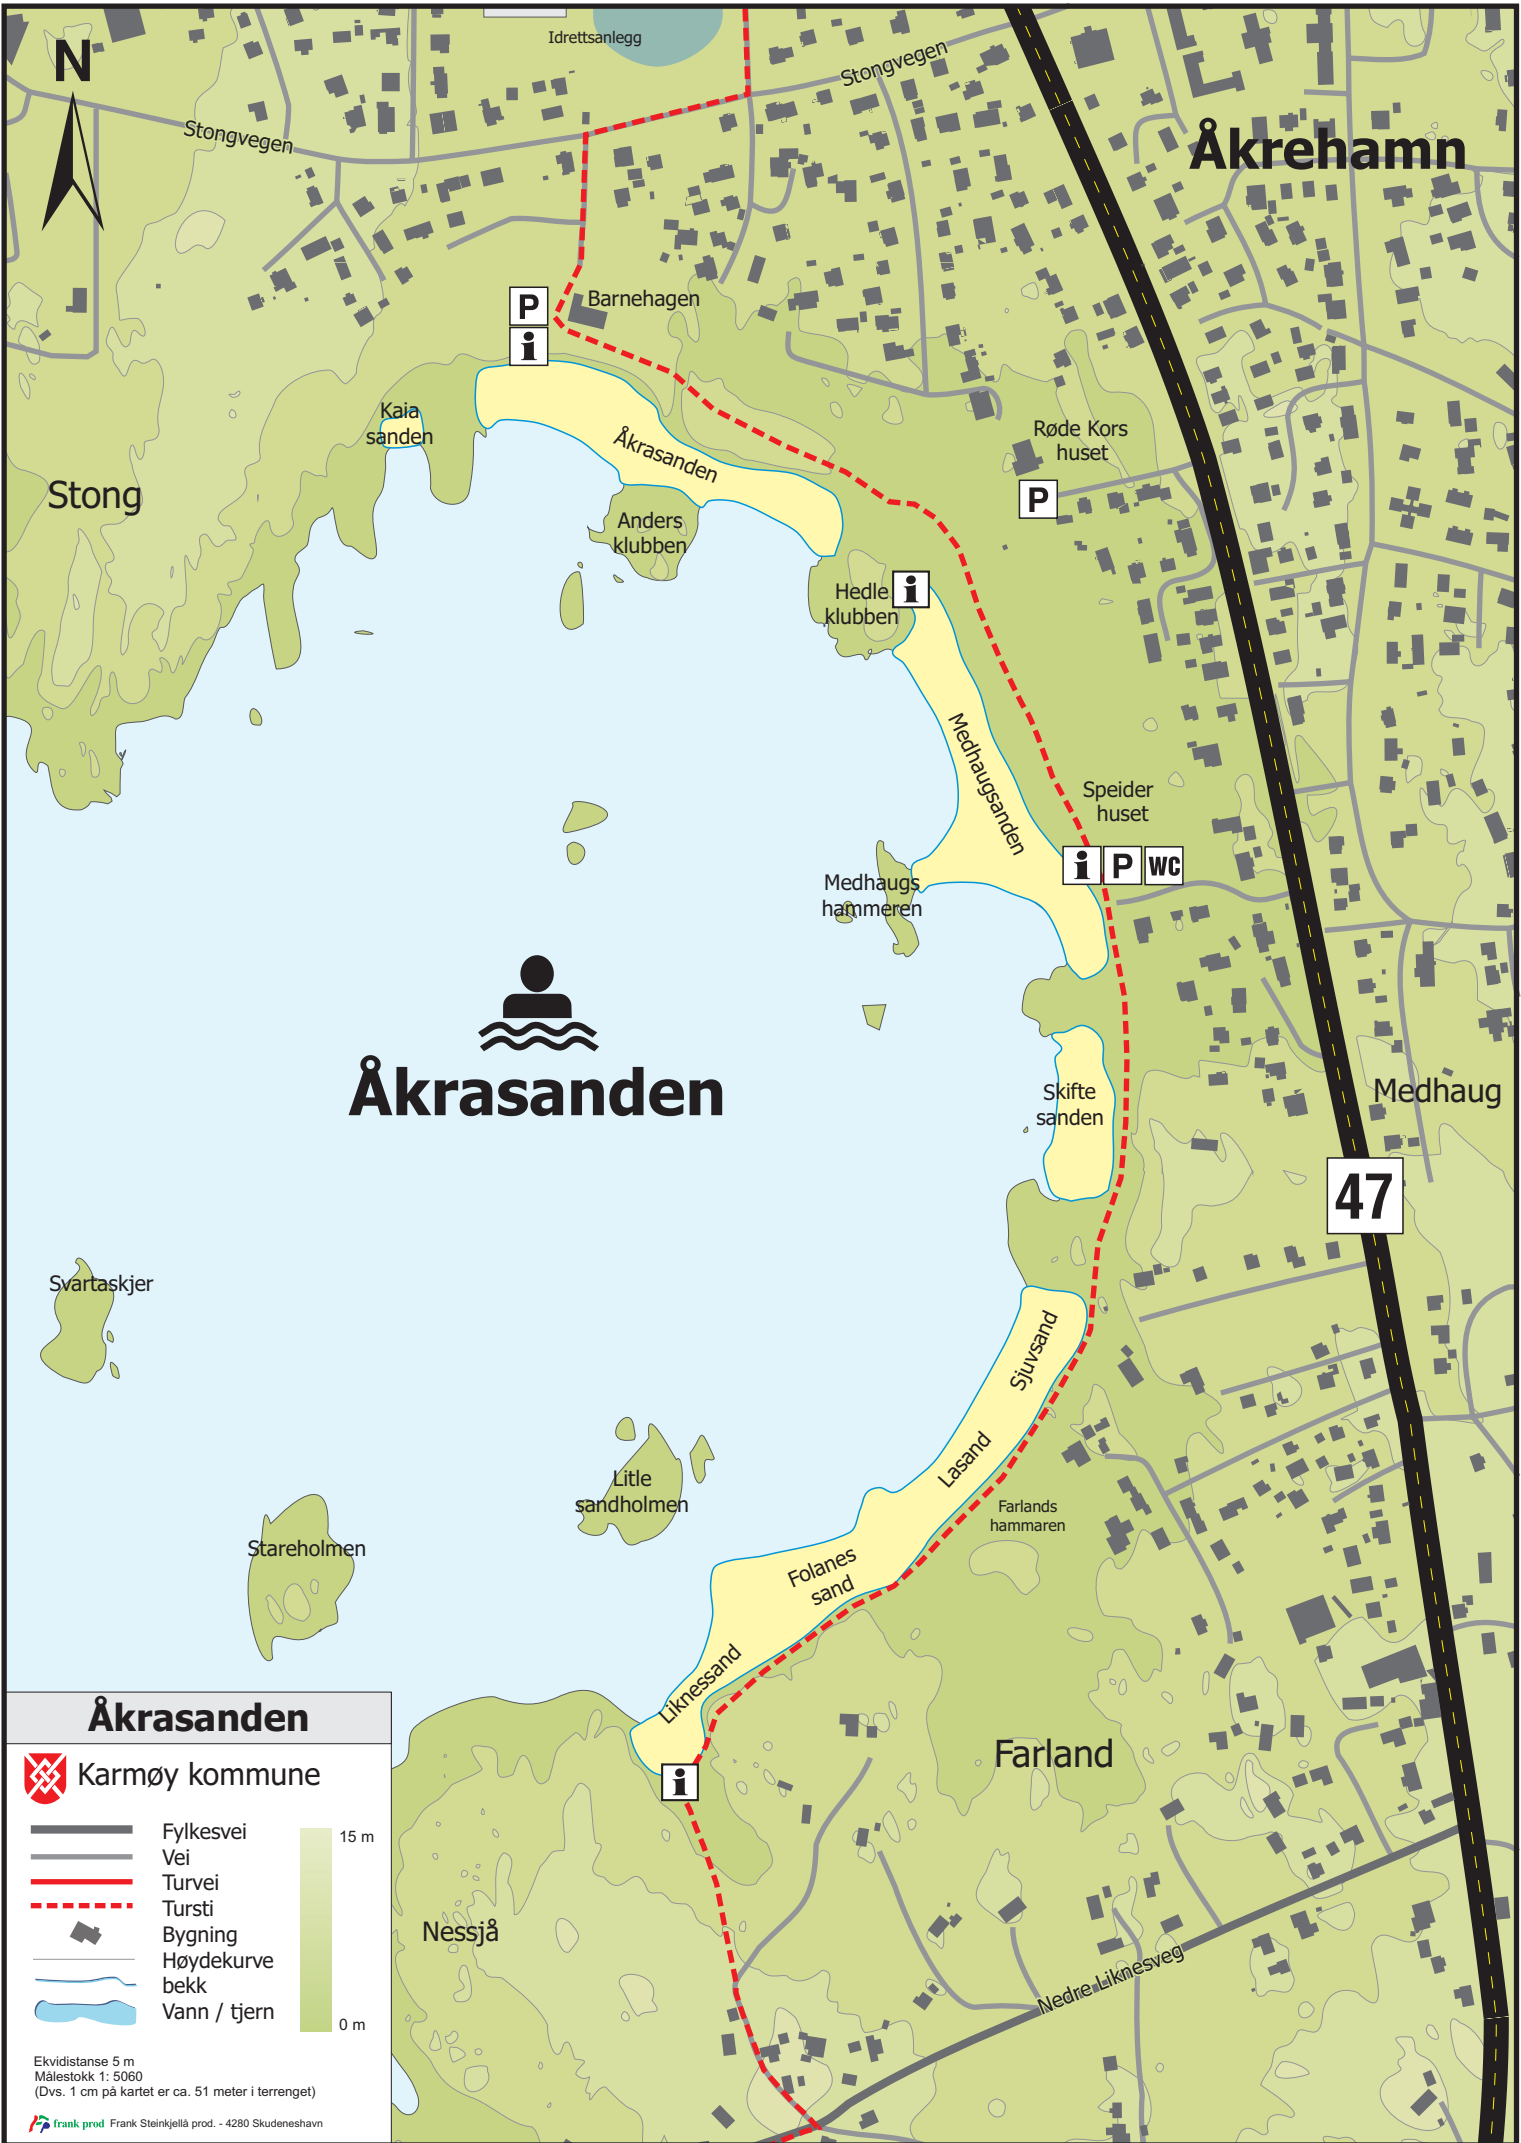 Idrettsanlegg
N
Stongvegen
Stongvegen
Åkrehamn
P
Barnehagen
i
Kaia
sanden
Åkrasanden
Røde Kors
huset
P
Stong
Anders
klubben
Hedle
klubben
i
Medhaugsanden
Speider
huset
i
P
WC
Medhaugs
hammeren
Åkrasanden
Skifte
sanden
Medhaug
47
Svartaskjer
Sjuvsand
Lasand
Litle
sandholmen
Farlands
hammaren
Stareholmen
Folanes
sand
Liknessand
i
Farland
Nessjå
Nedre Liknesveg
Åkrasanden
Karmøy kommune
Fylkesvei
Vei
Turvei
Tursti
Bygning
Høydekurve
bekk
Vann / tjern
15 m
0 m
Ekvidistanse 5 m
Målestokk 1: 5060
(Dvs. 1 cm på kartet er ca. 51 meter i terrenget)
frank prod Frank Steinkjellå prod. - 4280 Skudeneshavn